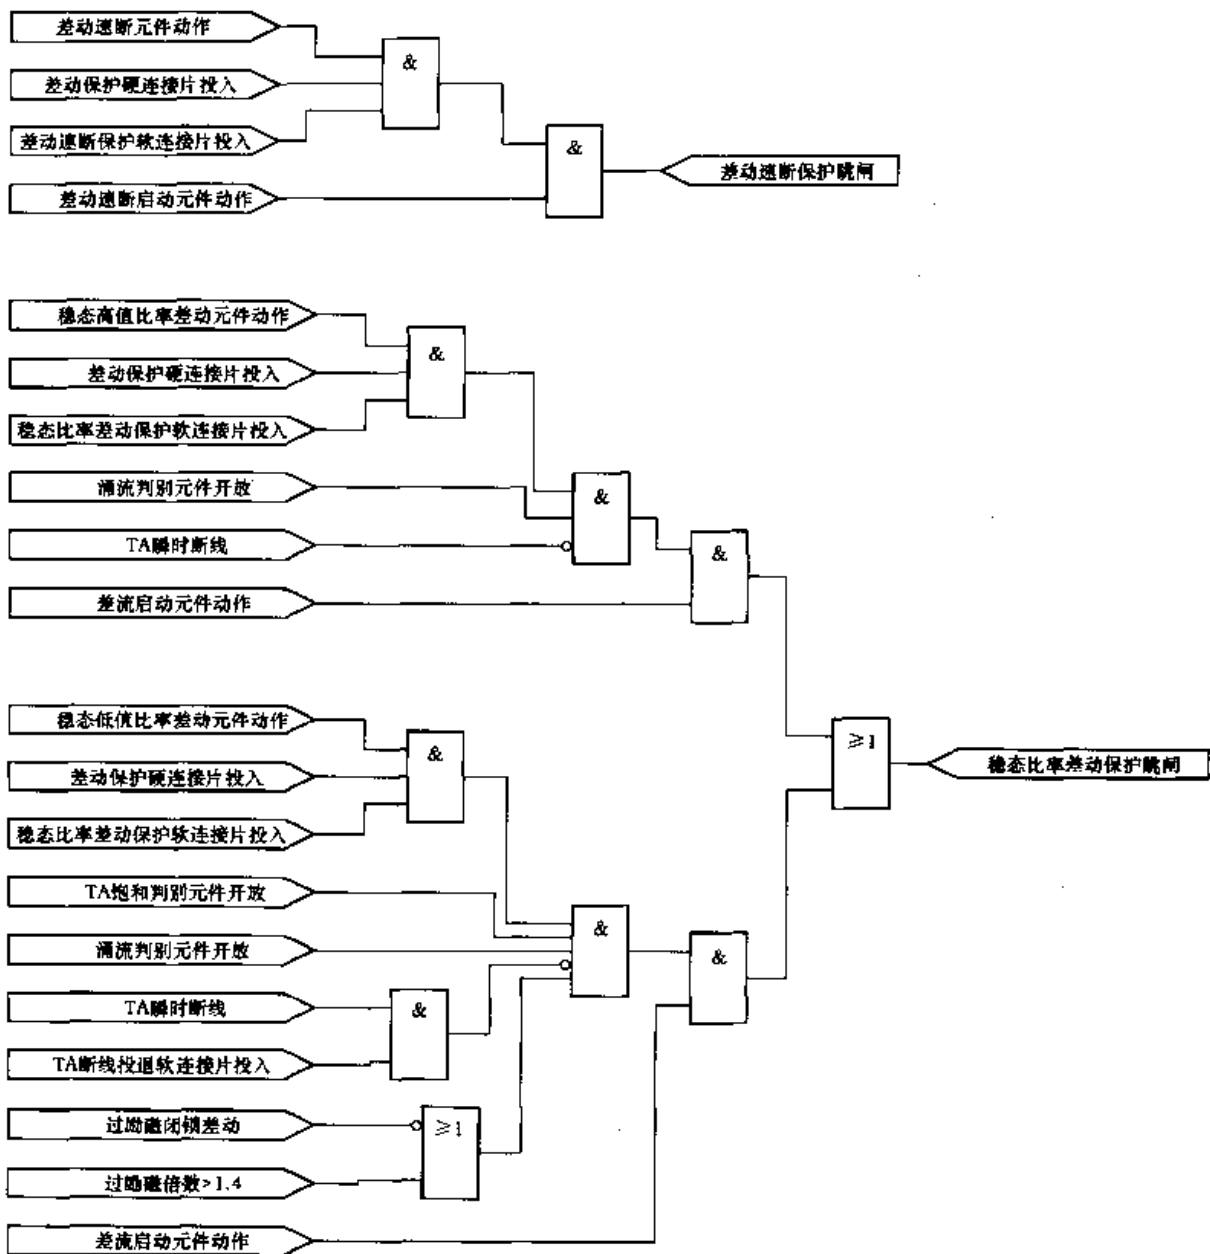 差动速断元件动作
&
差动保护硬连接片投入
差动速断保护软连接片投入
&
差动速断保护跳闸
差动速断启动元件动作
稳态高值比率差动元件动作
&
差动保护硬连接片投入
稳态比率差动保护软连接片投入
涌流判别元件开放
&
TA瞬时断线
&
差流启动元件动作
稳态低值比率差动元件动作
&
≥1
差动保护硬连接片投入
稳态比率差动保护跳闸
稳态比率差动保护软连接片投入
TA饱和判别元件开放
&
涌流判别元件开放
&
TA瞬时断线
&
TA断线投退软连接片投入
过励磁闭锁差动
≥1
过励磁倍数>1.4
差流启动元件动作